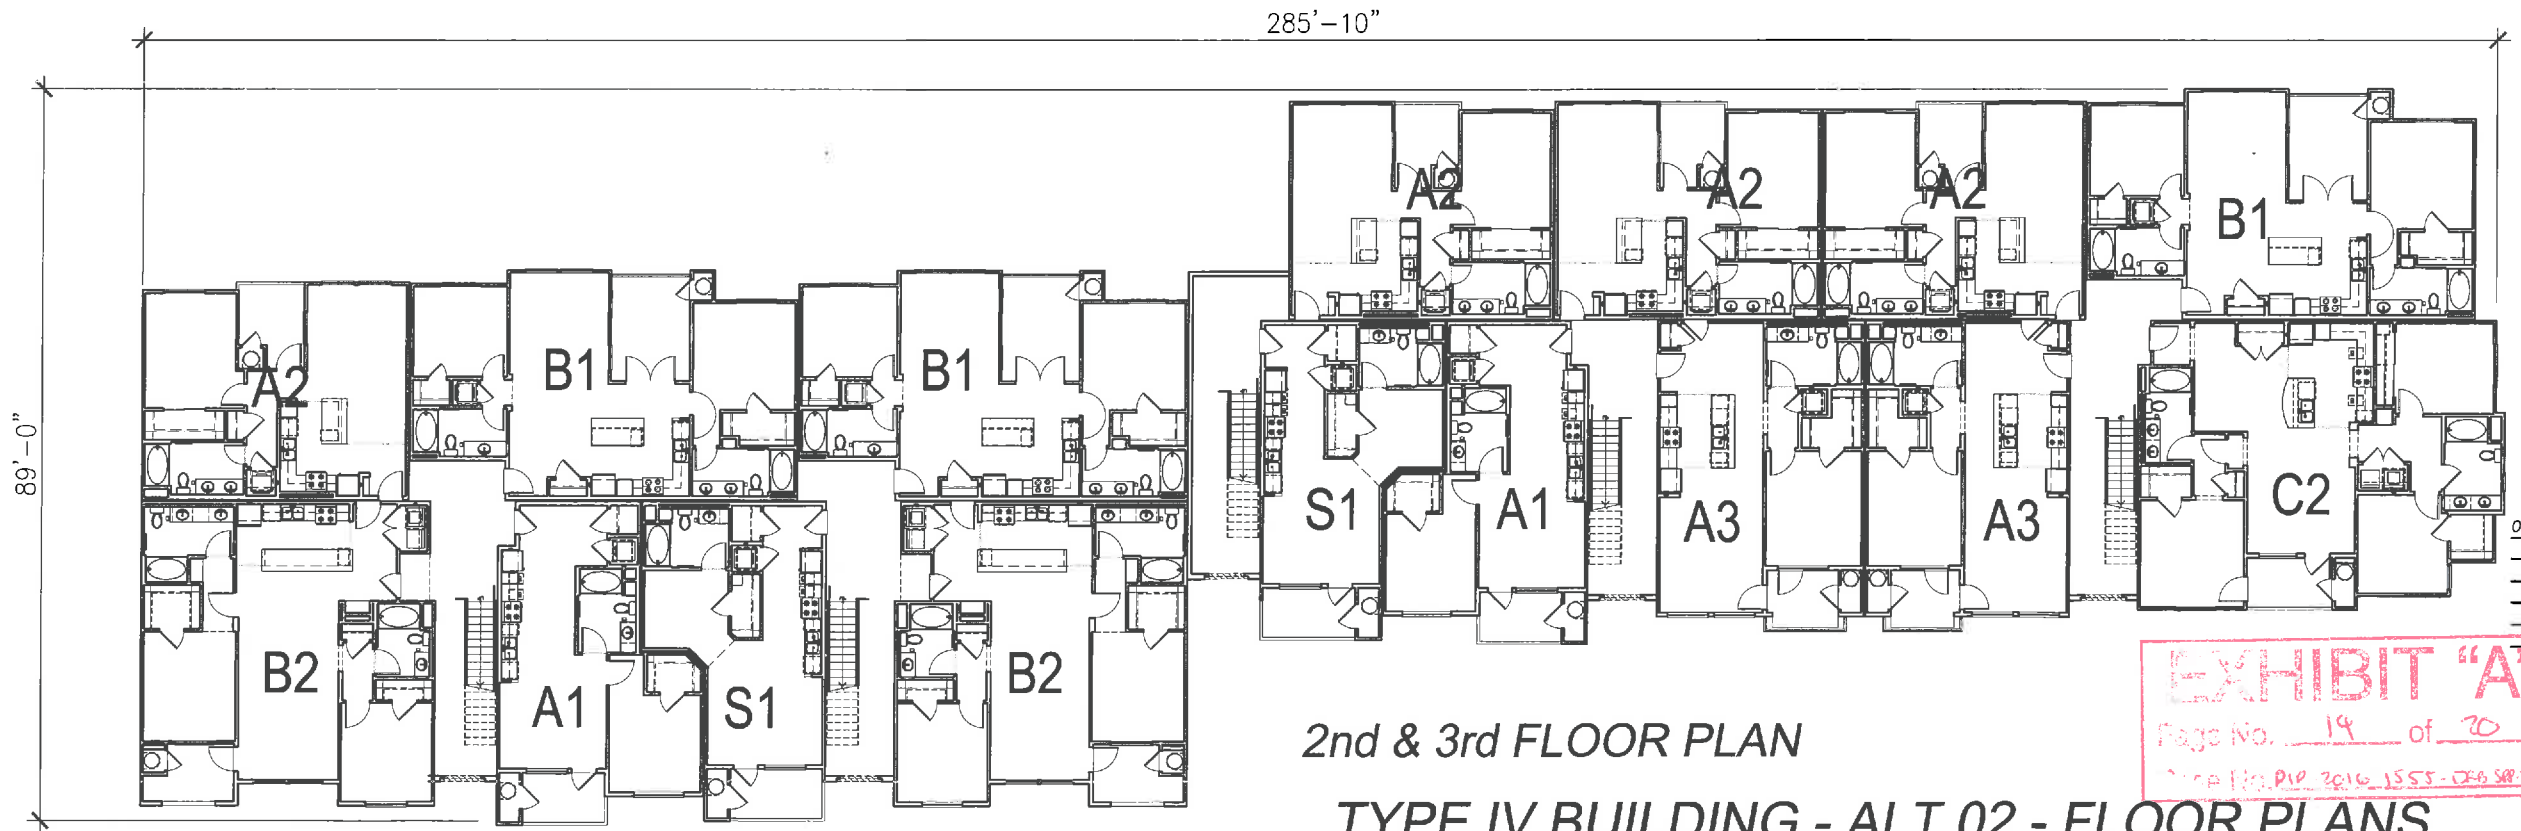 285'-10"
89'-0"
A2
A2
A2
B1
A2
B1
B1
S1
A1
A3
A3
C2
B2
A1
S1
B2
2nd & 3rd FLOOR PLAN
TYPE IV BUILDING - ALT 02 - FLOOR PLANS
EXHIBIT "A"
Page No. 14 of 20